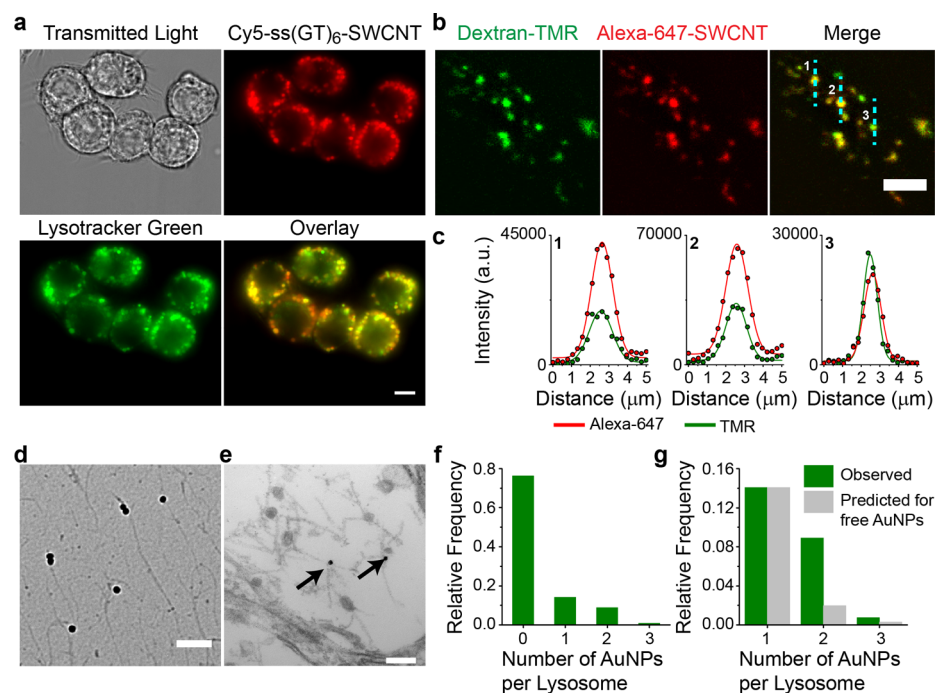 a
Transmitted Light
Cy5-ss(GT)6-SWCNT
Lysotracker Green
Overlay
b
Dextran-TMR
Alexa-647-SWCNT
Merge
1
2
3
c
Intensity (a.u.)
45000
0
1
0 1 2 3 4 5
Distance (μm)
70000
0
2
0 1 2 3 4 5
Distance (μm)
30000
0
3
0 1 2 3 4 5
Distance (μm)
Alexa-647
TMR
d
e
f
Relative Frequency
0.8
0.6
0.4
0.2
0.0
0 1 2 3
Number of AuNPs
per Lysosome
g
Relative Frequency
0.16
0.12
0.08
0.04
0.00
1 2 3
Number of AuNPs
per Lysosome
Observed
Predicted for
free AuNPs